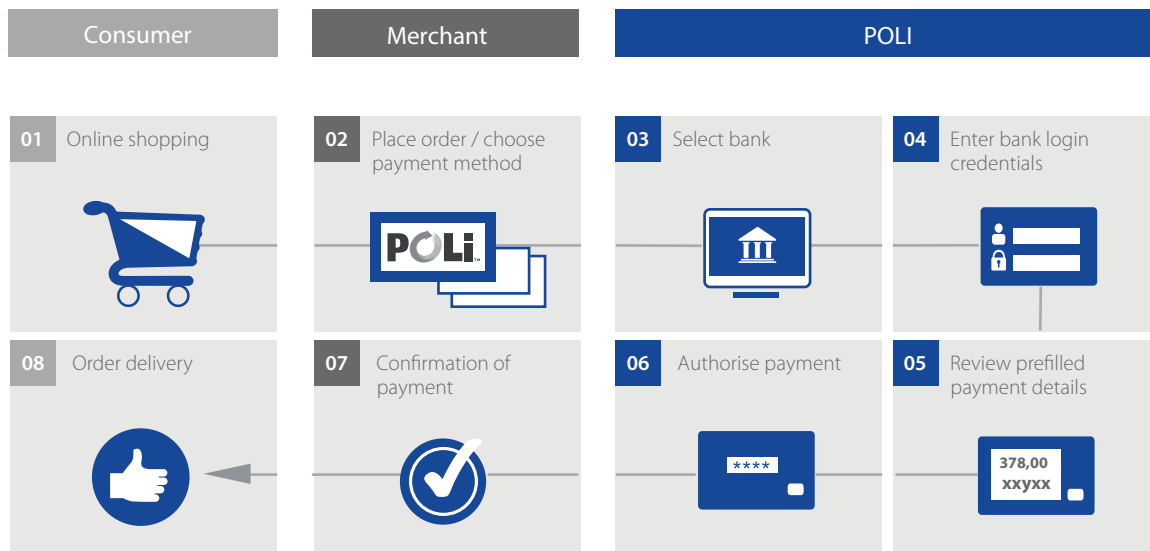 Consumer
Merchant
POLI
01 Online shopping
02 Place order / choose
payment method
POLi™
03 Select bank
04 Enter bank login
credentials
08 Order delivery
07 Confirmation of
payment
06 Authorise payment
****
05 Review prefilled
payment details
378,00
xxyxx